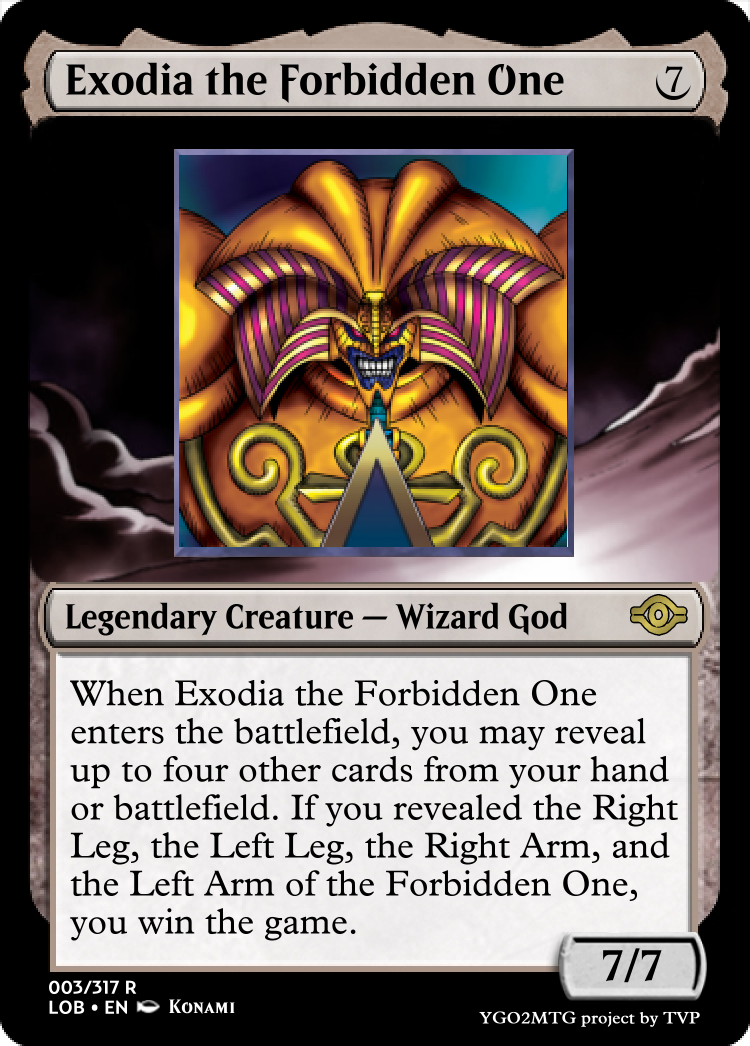 Exodia the Forbidden One 7
Legendary Creature — Wizard God
When Exodia the Forbidden One
enters the battlefield, you may reveal
up to four other cards from your hand
or battlefield. If you revealed the Right
Leg, the Left Leg, the Right Arm, and
the Left Arm of the Forbidden One,
you win the game.
7/7
003/317 R
LOB • EN KONAMI
YGO2MTG project by TVP